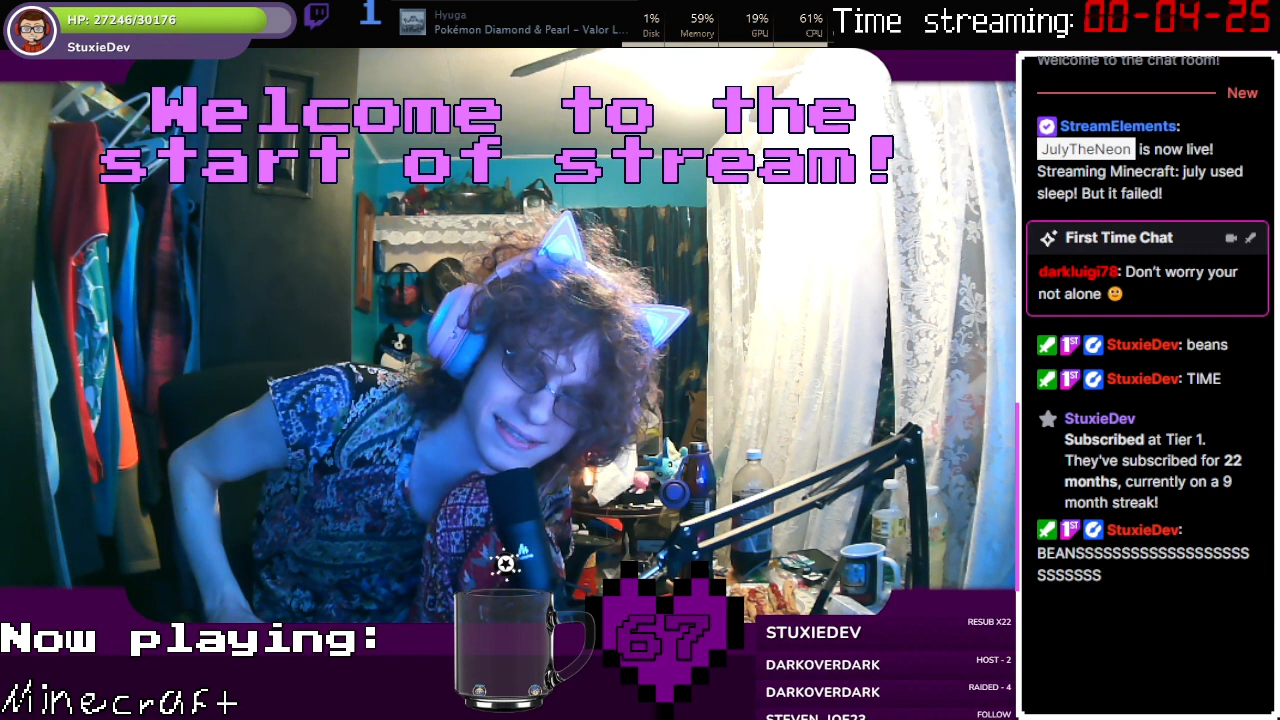 HP: 27246/30176
StuxieDev
1
Hyuga
Pokémon Diamond & Pearl – Valor L...
1%
Disk
59%
Memory
19%
GPU
61%
CPU
Time streaming:
00-04-25
Welcome to the
start of stream!
Welcome to the chat room!
New
StreamElements:
JulyTheNeon is now live!
Streaming Minecraft: july used
sleep! But it failed!
First Time Chat
darkluigi78: Don't worry your
not alone
1ST StuxieDev: beans
1ST StuxieDev: TIME
StuxieDev
Subscribed at Tier 1.
They've subscribed for 22
months, currently on a 9
month streak!
1ST StuxieDev:
BEANSSSSSSSSSSSSSSSSSSS
SSSSSSS
Now playing:
Minecraft
67
STUXIEDEV
RESUB X22
DARKOVERDARK
HOST - 2
DARKOVERDARK
RAIDED - 4
STEVEN_JOE23
FOLLOW